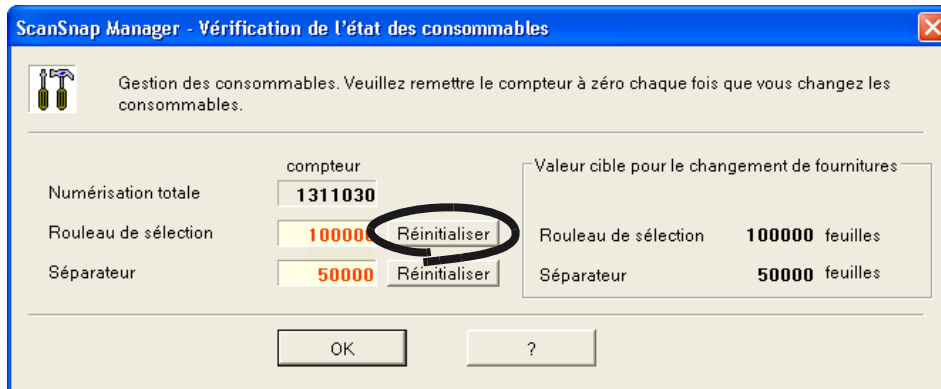 ScanSnap Manager - Vérification de l'état des consommables
Gestion des consommables. Veuillez remettre le compteur à zéro chaque fois que vous changez les
consommables.
compteur
Numérisation totale 1311030
Rouleau de sélection 100000 Réinitialiser
Séparateur 50000 Réinitialiser
Valeur cible pour le changement de fournitures
Rouleau de sélection 100000 feuilles
Séparateur 50000 feuilles
OK ?